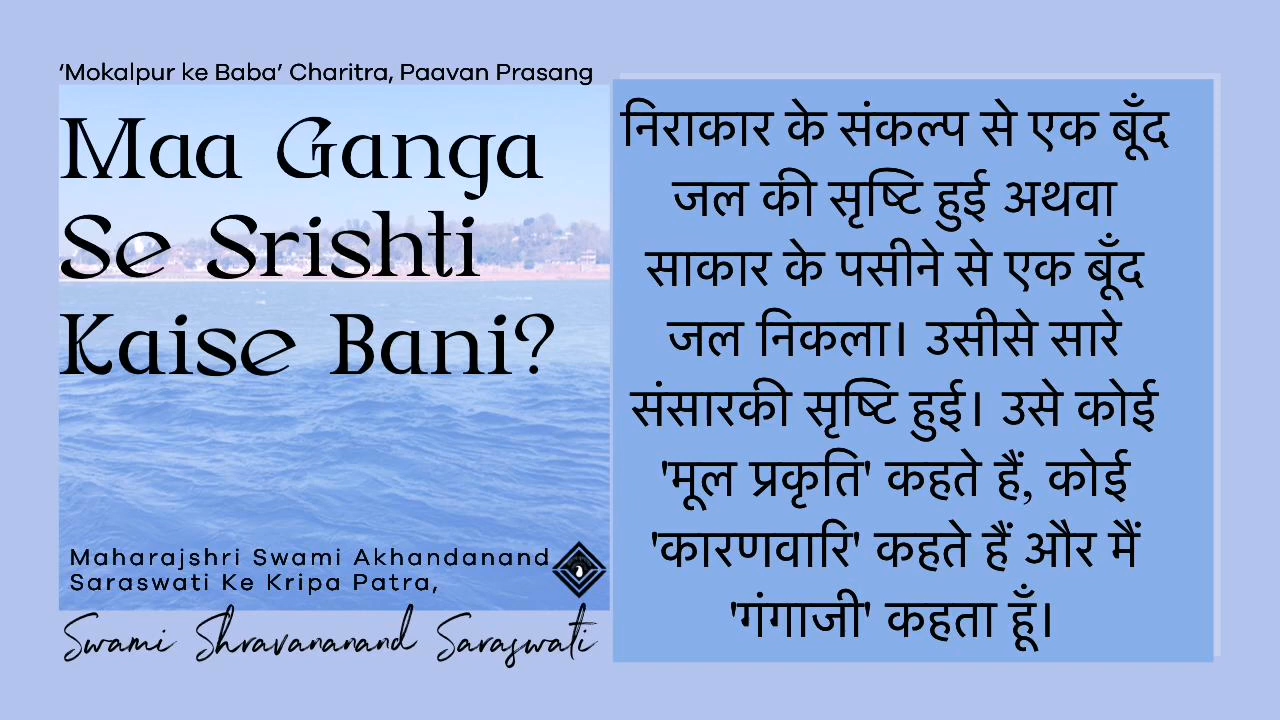 ‘Mokalpur ke Baba’ Charitra, Paavan Prasang
Maa Ganga
Se Srishti
Kaise Bani?
Maharajshri Swami Akhandanand
Saraswati Ke Kripa Patra,
Swami Shravananand Saraswati
निराकार के संकल्प से एक बूँद
जल की सृष्टि हुई अथवा
साकार के पसीने से एक बूँद
जल निकला। उसीसे सारे
संसारकी सृष्टि हुई। उसे कोई
'मूल प्रकृति' कहते हैं, कोई
'कारणवारि' कहते हैं और मैं
'गंगाजी' कहता हूँ।